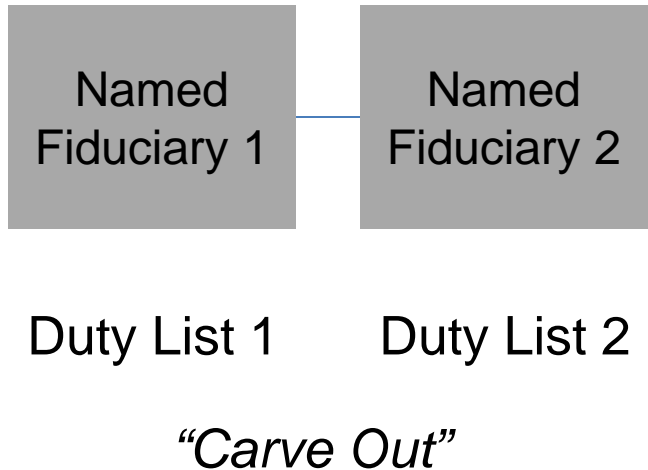 Named
Fiduciary 1
Named
Fiduciary 2
Duty List 1
Duty List 2
“Carve Out”